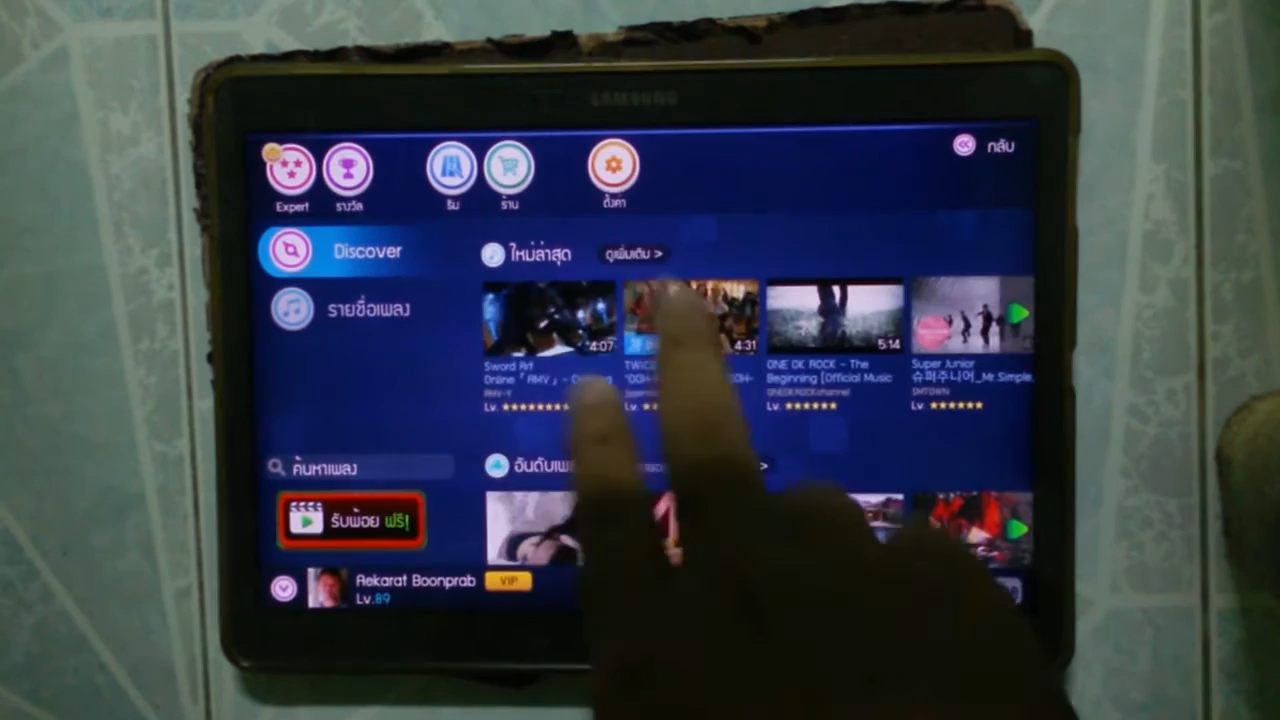 SAMSUNG
Expert
รางวัล
ธีม
ร้าน
ตั้งค่า
กลับ
Discover
รายชื่อเพลง
ใหม่ล่าสุด
ดูเพิ่มเติม >
4:07
4:31
5:14
Sword Art
Online「AMV」-
AMV-Y
Lv.
TWICE
"OOH-
OOH-
Lv.
ONE OK ROCK - The
Beginning [Official Music
ONEOKROCKchannel
Lv.
Super Junior
슈퍼주니어_Mr.Simple
SMTOWN
Lv.
ค้นหาเพลง
อันดับเพ
>
รับพ้อย ฟรี!
Aekarat Boonprab
VIP
Lv.89